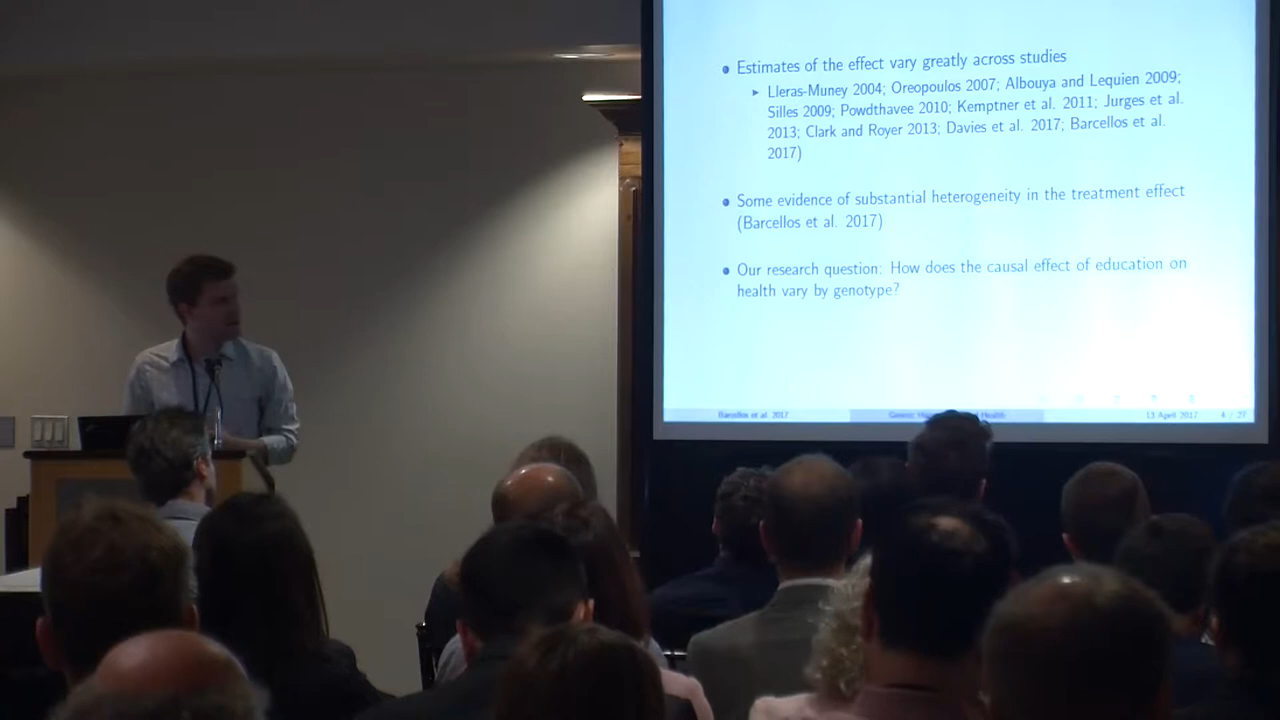 Estimates of the effect vary greatly across studies
Lleras-Muney 2004; Oreopoulos 2007; Albouya and Lequien 2009;
Silles 2009; Powdthavee 2010; Kemptner et al. 2011; Jurges et al.
2013; Clark and Royer 2013; Davies et al. 2017; Barcellos et al.
2017)
Some evidence of substantial heterogeneity in the treatment effect
(Barcellos et al. 2017)
Our research question: How does the causal effect of education on
health vary by genotype?
Barcellos et al. 2017
Health
13 April 2017 4 / 27